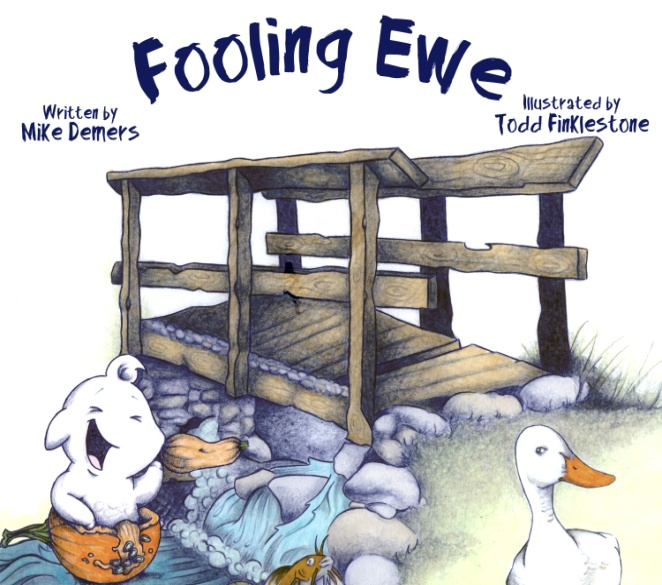 Fooling Ewe
Written by
Mike Demers
Illustrated by
Todd Finklestone